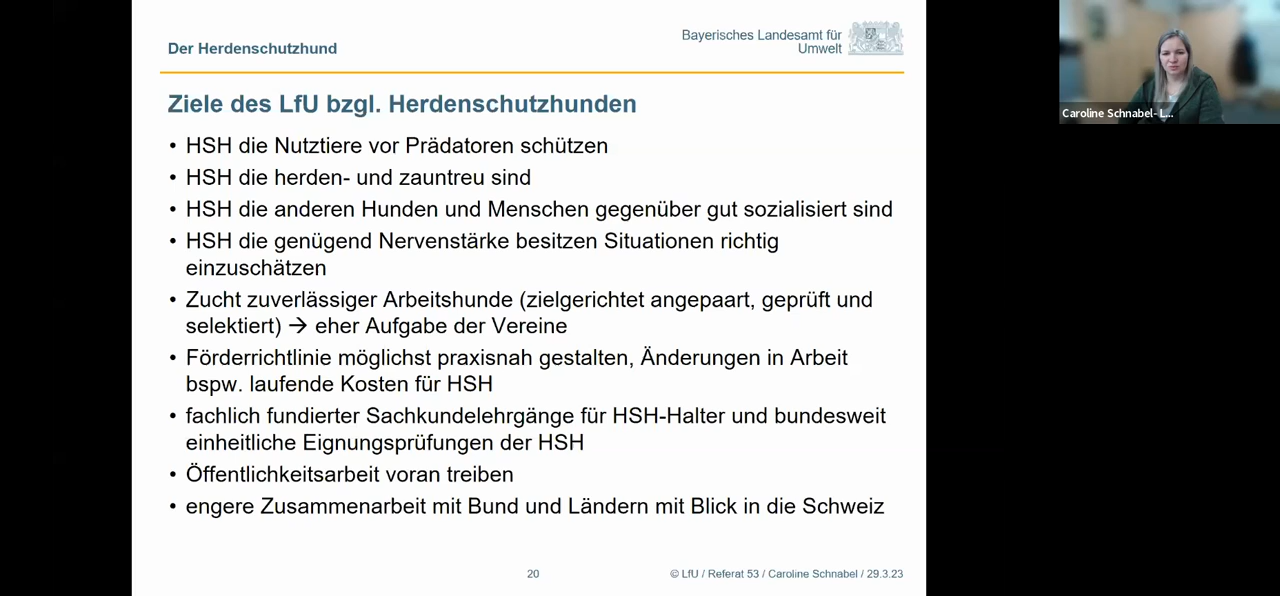 Der Herdenschutzhund
Bayerisches Landesamt für
Umwelt
Ziele des LfU bzgl. Herdenschutzhunden
• HSH die Nutztiere vor Prädatoren schützen
• HSH die herden- und zauntreu sind
• HSH die anderen Hunden und Menschen gegenüber gut sozialisiert sind
• HSH die genügend Nervenstärke besitzen Situationen richtig
einzuschätzen
• Zucht zuverlässiger Arbeitshunde (zielgerichtet angepaart, geprüft und
selektiert) → eher Aufgabe der Vereine
• Förderrichtlinie möglichst praxisnah gestalten, Änderungen in Arbeit
bspw. laufende Kosten für HSH
• fachlich fundierter Sachkundelehrgänge für HSH-Halter und bundesweit
einheitliche Eignungsprüfungen der HSH
• Öffentlichkeitsarbeit voran treiben
• engere Zusammenarbeit mit Bund und Ländern mit Blick in die Schweiz
20
© LfU / Referat 53 / Caroline Schnabel / 29.3.23
Caroline Schnabel- L...